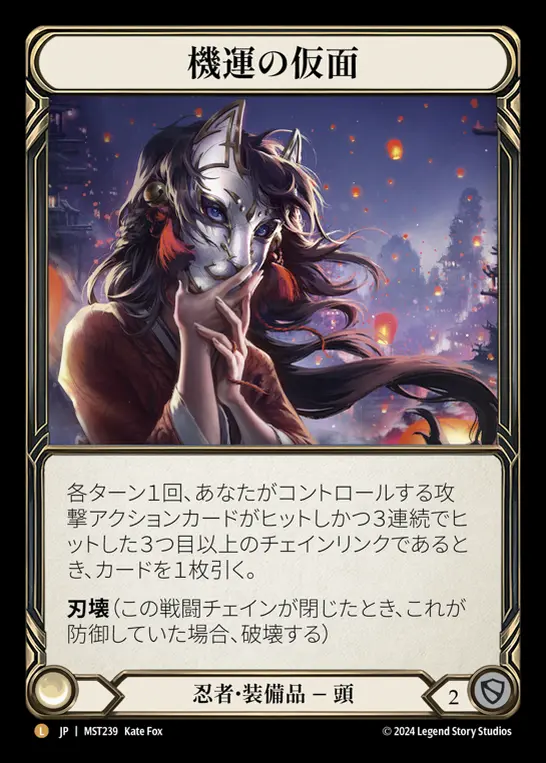 機運の仮面
各ターン１回、あなたがコントロールする攻
撃アクションカードがヒットしかつ３連続でヒ
ットした３つ目以上のチェインリンクであると
き、カードを１枚引く。
刃壊（この戦闘チェインが閉じたとき、これが
防御していた場合、破壊する）
忍者・装備品 − 頭
2
L JP | MST239 Kate Fox
© 2024 Legend Story Studios